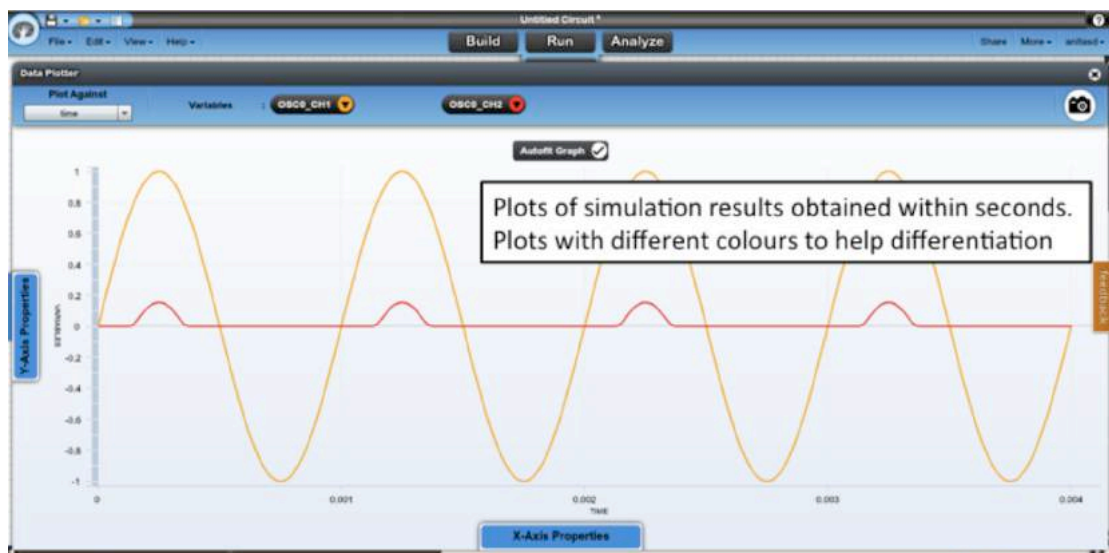 Untitled Circuit *
File Edit View Help
Build Run Analyze
Share More
Data Plotter
Plot Against
time
Variables : OSC0_CH1 OSC0_CH2
Autofit Graph
Plots of simulation results obtained within seconds.
Plots with different colours to help differentiation
1
0.8
0.6
0.4
0.2
0
-0.2
-0.4
-0.6
-0.8
-1
VARIABLES
Y-Axis Properties
feedback
0 0.001 0.002 0.003 0.004
TIME
X-Axis Properties